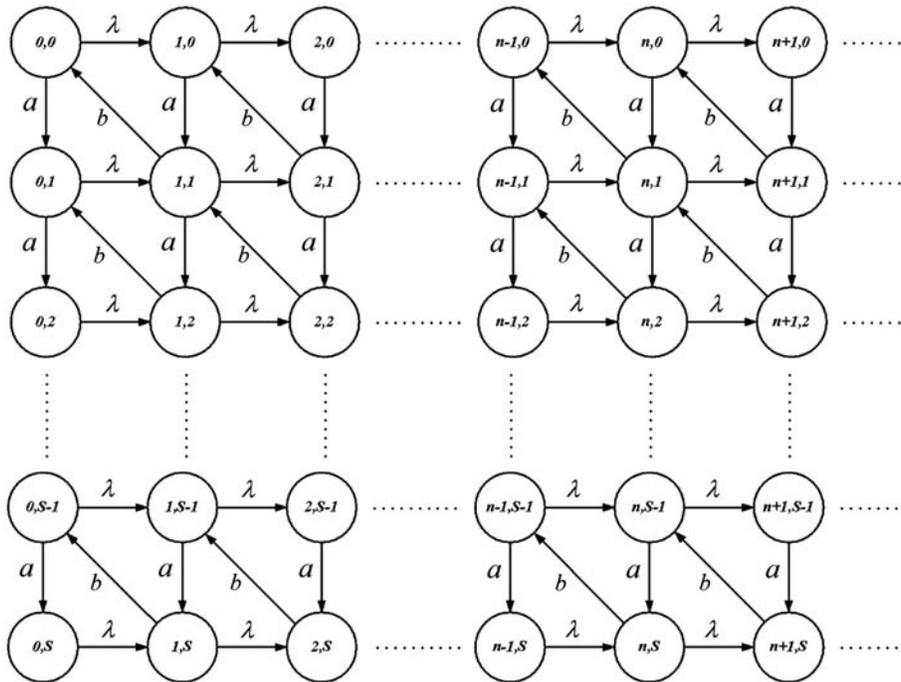 λ λ λ λ
0,0 1,0 2,0 n-1,0 n,0 n+1,0
a a a a a a
b b b b
λ λ λ λ
0,1 1,1 2,1 n-1,1 n,1 n+1,1
a a a a a a
b b b b
λ λ λ λ
0,2 1,2 2,2 n-1,2 n,2 n+1,2
λ λ λ λ
0,S-1 1,S-1 2,S-1 n-1,S-1 n,S-1 n+1,S-1
a a a a a a
b b b b
λ λ λ λ
0,S 1,S 2,S n-1,S n,S n+1,S